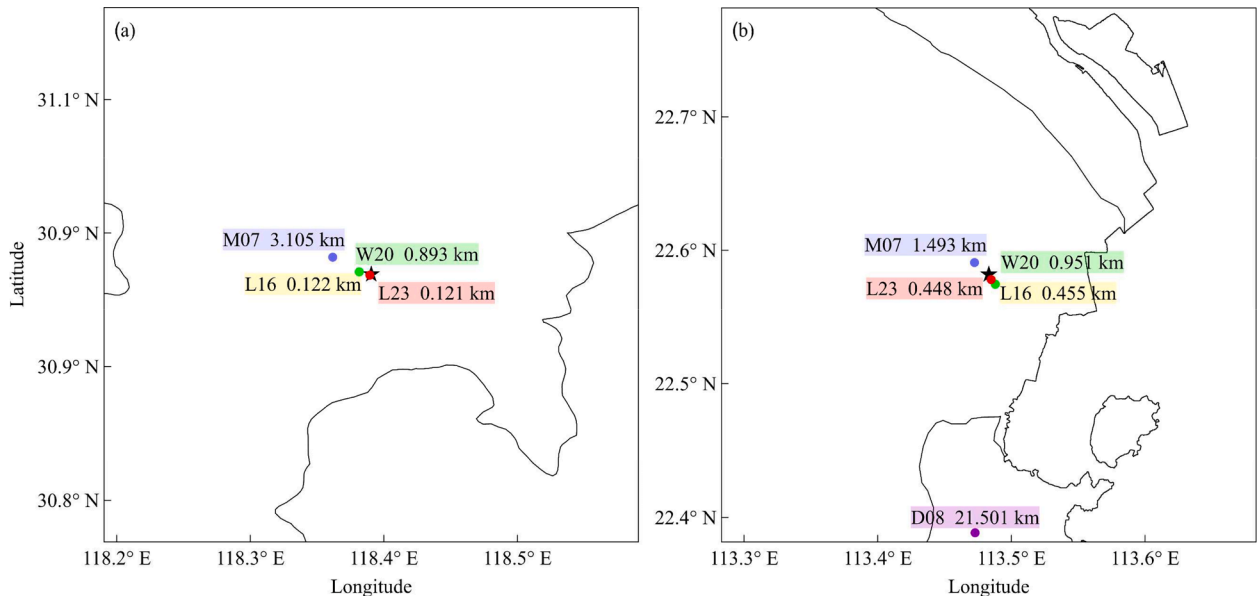 (a)
31.1° N
30.9° N
30.9° N
30.8° N
Latitude
M07 3.105 km
W20 0.893 km
L16 0.122 km
L23 0.121 km
118.2° E
118.3° E
118.4° E
118.5° E
Longitude
(b)
22.7° N
22.6° N
22.5° N
22.4° N
M07 1.493 km
W20 0.951 km
L23 0.448 km
L16 0.455 km
D08 21.501 km
113.3° E
113.4° E
113.5° E
113.6° E
Longitude